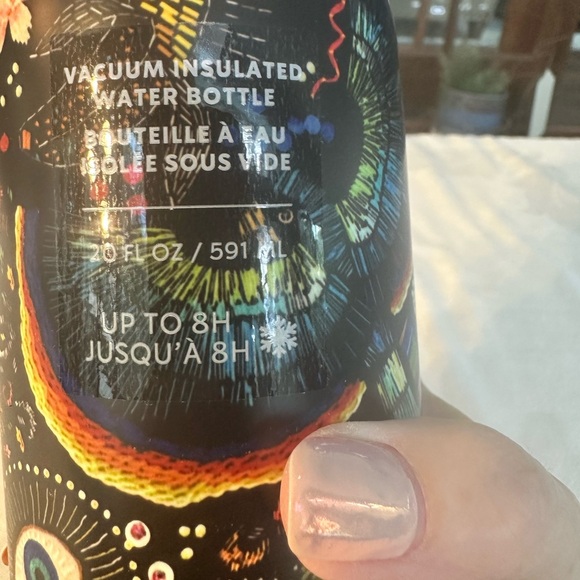 VACUUM INSULATED
WATER BOTTLE
BOUTEILLE À EAU
ISOLÉE SOUS VIDE
20 FL OZ / 591 ML
UP TO 8H
JUSQU'À 8H